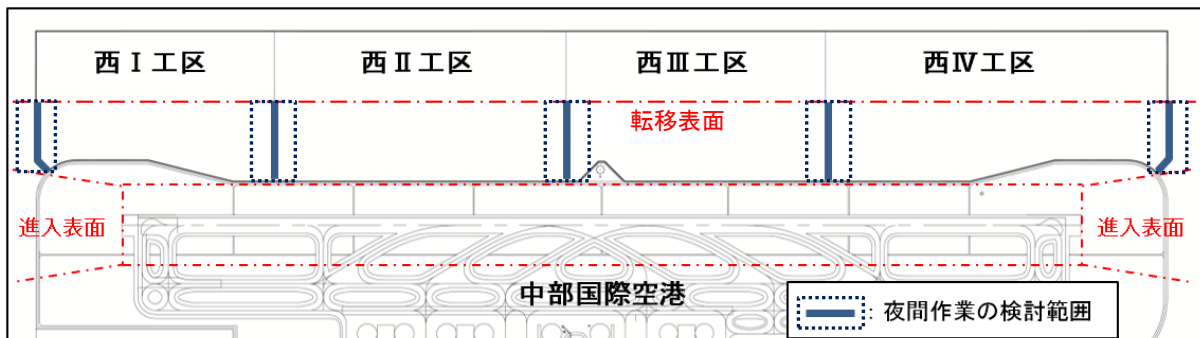 西Ⅰ工区
西Ⅱ工区
西Ⅲ工区
西Ⅳ工区
転移表面
進入表面
進入表面
中部国際空港
：夜間作業の検討範囲